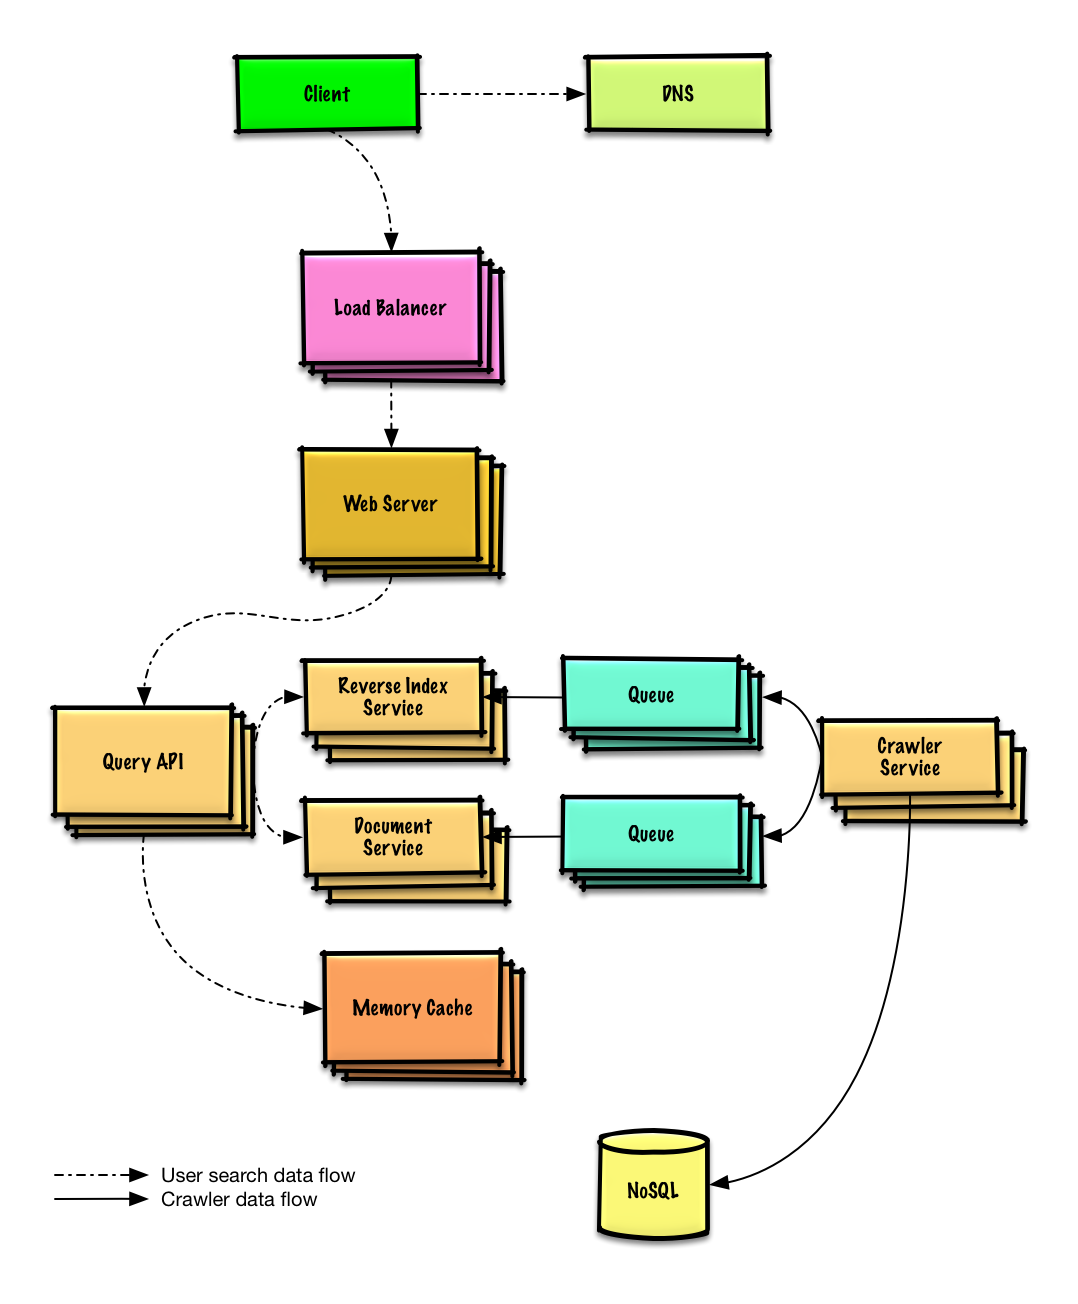 Client
DNS
Load Balancer
Web Server
Reverse Index
Service
Queue
Query API
Crawler
Service
Document
Service
Queue
Memory Cache
NoSQL
User search data flow
Crawler data flow